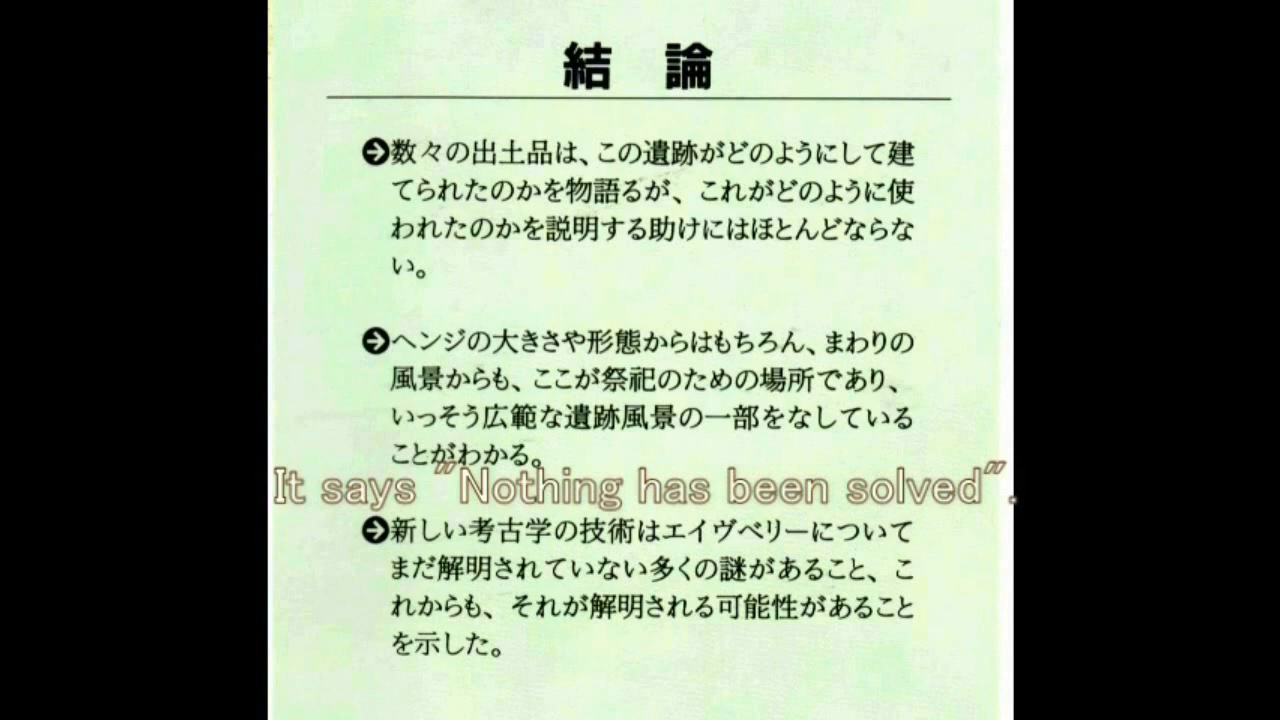 結 論
数々の出土品は、この遺跡がどのようにして建
てられたのかを物語るが、これがどのように使
われたのかを説明する助けにはほとんどならな
い。
ヘンジの大きさや形態からはもちろん、まわりの
風景からも、ここが祭祀のための場所であり、
いっそう広範な遺跡風景の一部をなしている
ことがわかる。
It says "Nothing has been solved".
新しい考古学の技術はエイヴベリーについて
まだ解明されていない多くの謎があること、こ
れからも、それが解明される可能性があること
を示した。